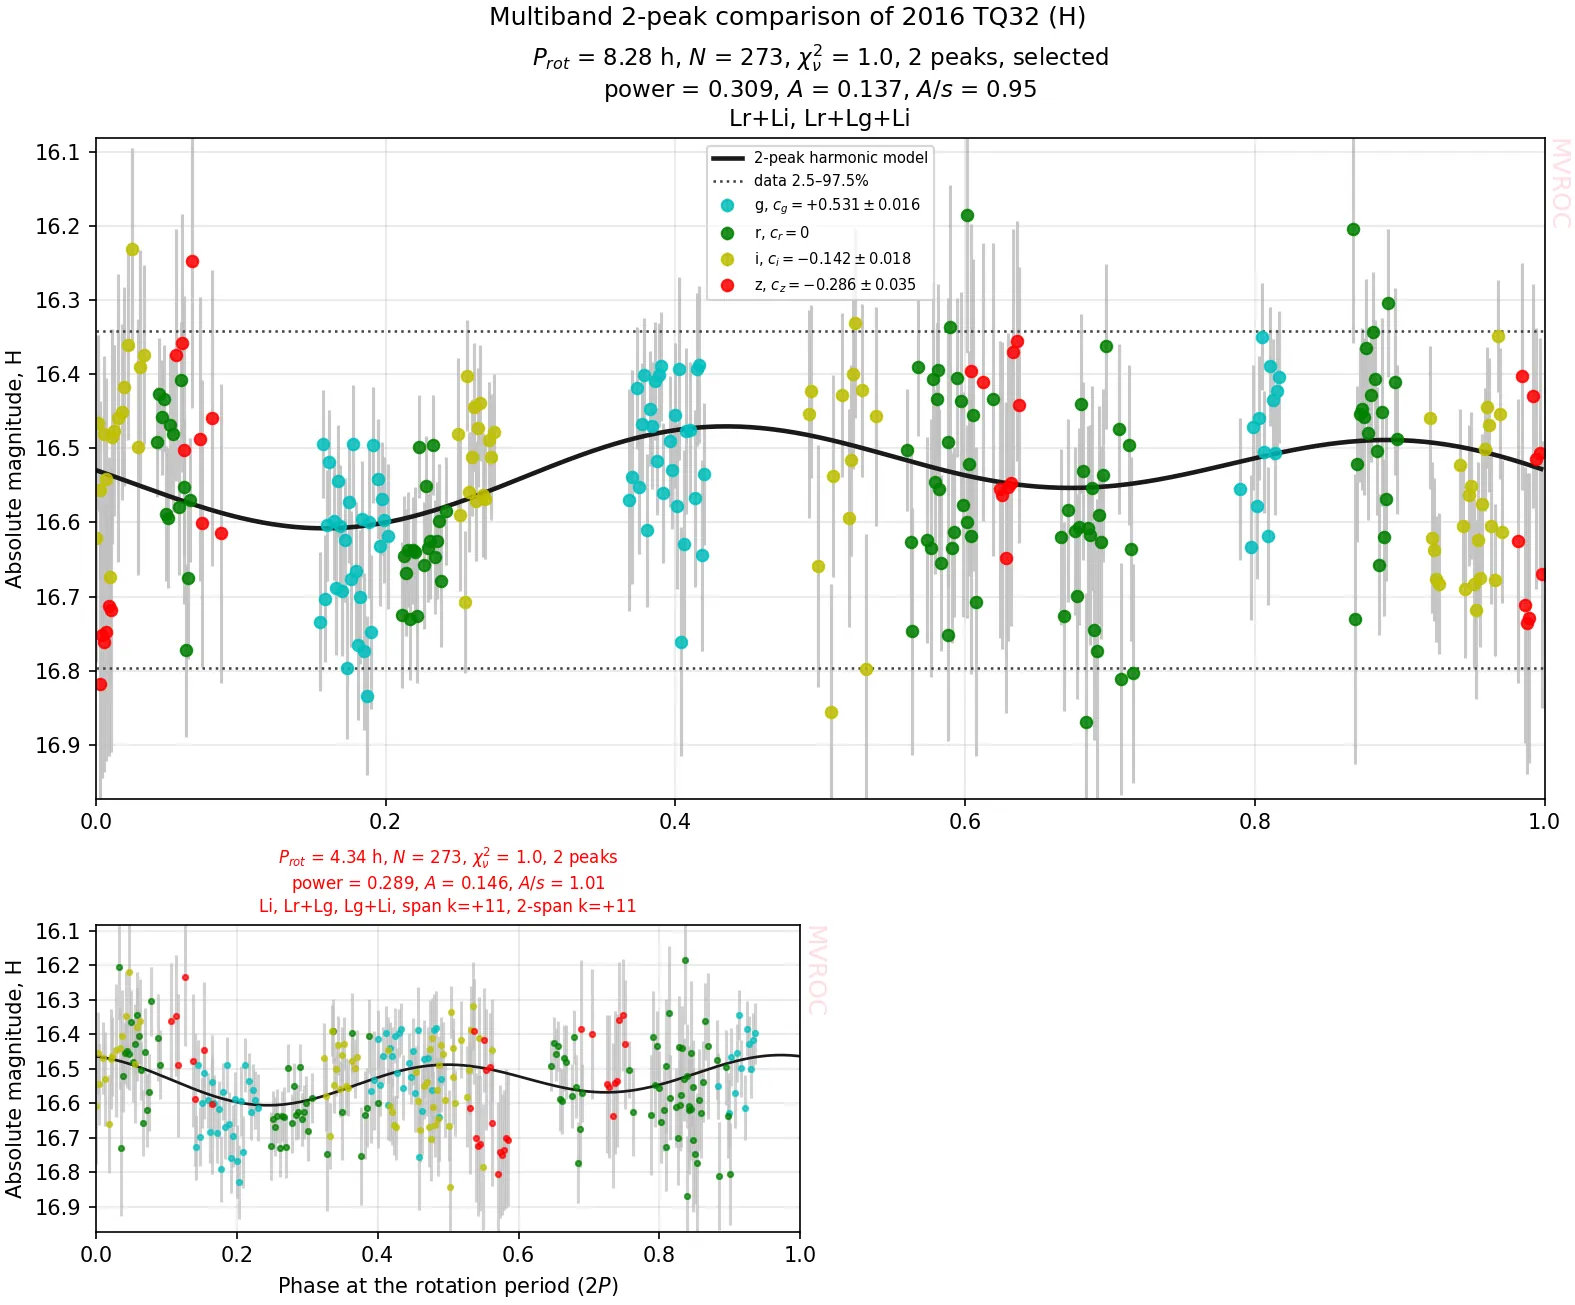 Multiband 2-peak comparison of 2016 TQ32 (H)
P_rot = 8.28 h, N = 273, χ²_ν = 1.0, 2 peaks, selected
power = 0.309, A = 0.137, A/s = 0.95
Lr+Li, Lr+Lg+Li
2-peak harmonic model
data 2.5–97.5%
g, c_g = +0.531 ± 0.016
r, c_r = 0
i, c_i = −0.142 ± 0.018
z, c_z = −0.286 ± 0.035
Absolute magnitude, H
16.1
16.2
16.3
16.4
16.5
16.6
16.7
16.8
16.9
0.0 0.2 0.4 0.6 0.8 1.0
MVROC
P_rot = 4.34 h, N = 273, χ²_ν = 1.0, 2 peaks
power = 0.289, A = 0.146, A/s = 1.01
Li, Lr+Lg, Lg+Li, span k=+11, 2-span k=+11
Absolute magnitude, H
16.1
16.2
16.3
16.4
16.5
16.6
16.7
16.8
16.9
0.0 0.2 0.4 0.6 0.8 1.0
Phase at the rotation period (2P)
MVROC